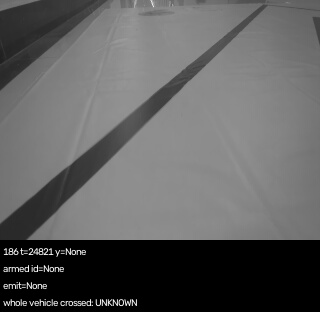 186 t=24821 y=None
armed id=None
emit=None
whole vehicle crossed: UNKNOWN